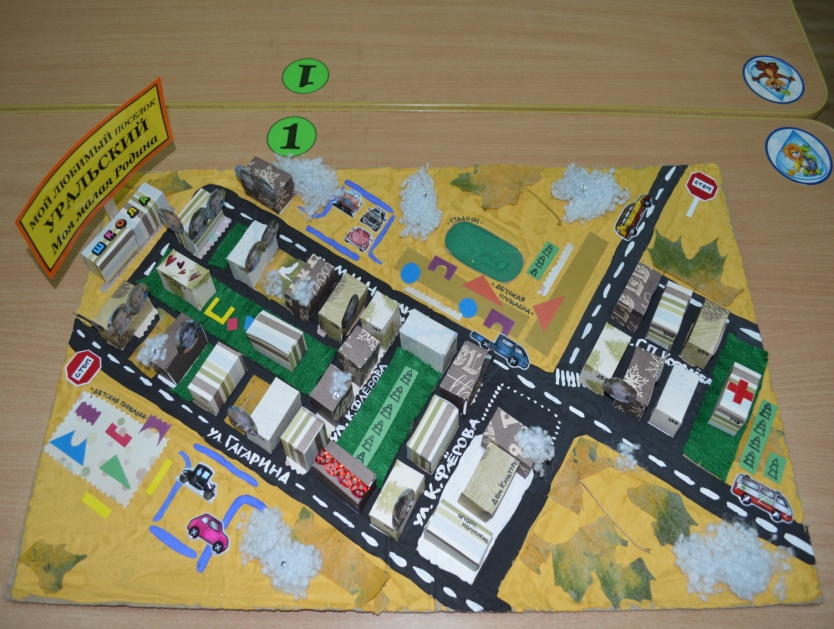 МОЙ ЛЮБИМЫЙ ПОСЕЛОК
УРАЛЬСКИЙ
Моя малая Родина
1
1
ШКОЛА
СТОП
СТАДИОН
ДЕТСКАЯ
ПЛОЩАДКА
СТОП
ДЕТСКАЯ ПЛОЩАДКА
УЛ. ГАГАРИНА
УЛ. К. ФЛЁРОВА
УЛ. К. ФЛЁРОВА
ДОМ КУЛЬТУРЫ